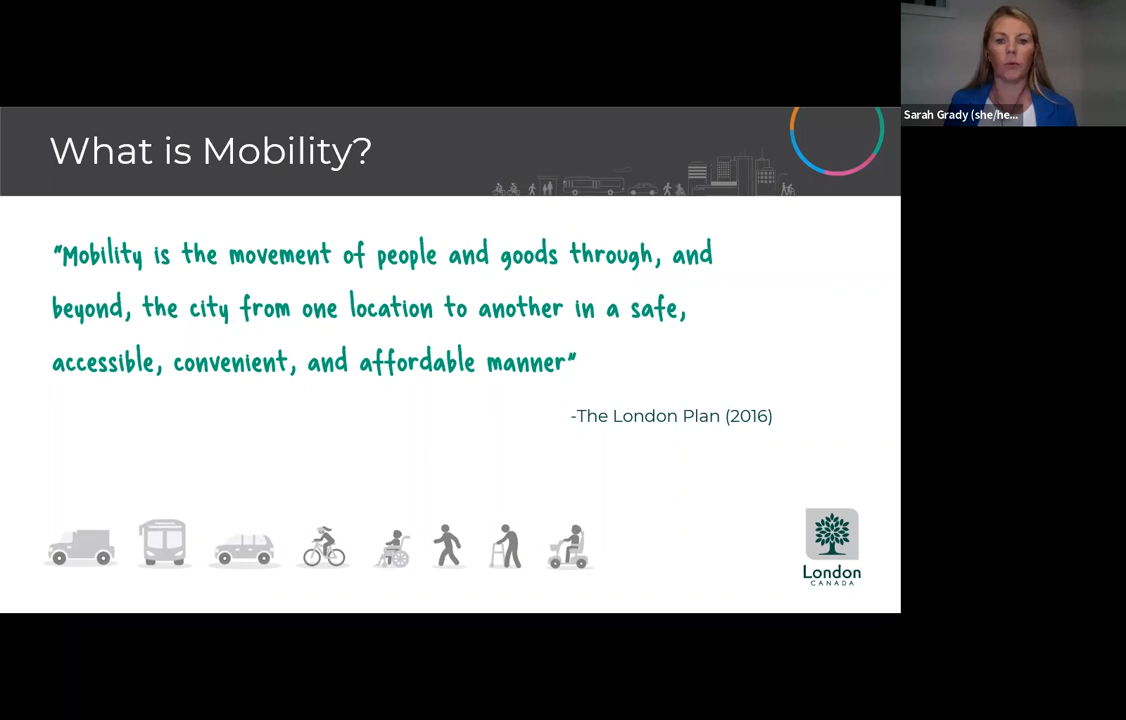 Sarah Grady (she/he...
What is Mobility?
"Mobility is the movement of people and goods through, and
beyond, the city from one location to another in a safe,
accessible, convenient, and affordable manner"
-The London Plan (2016)
London
CANADA